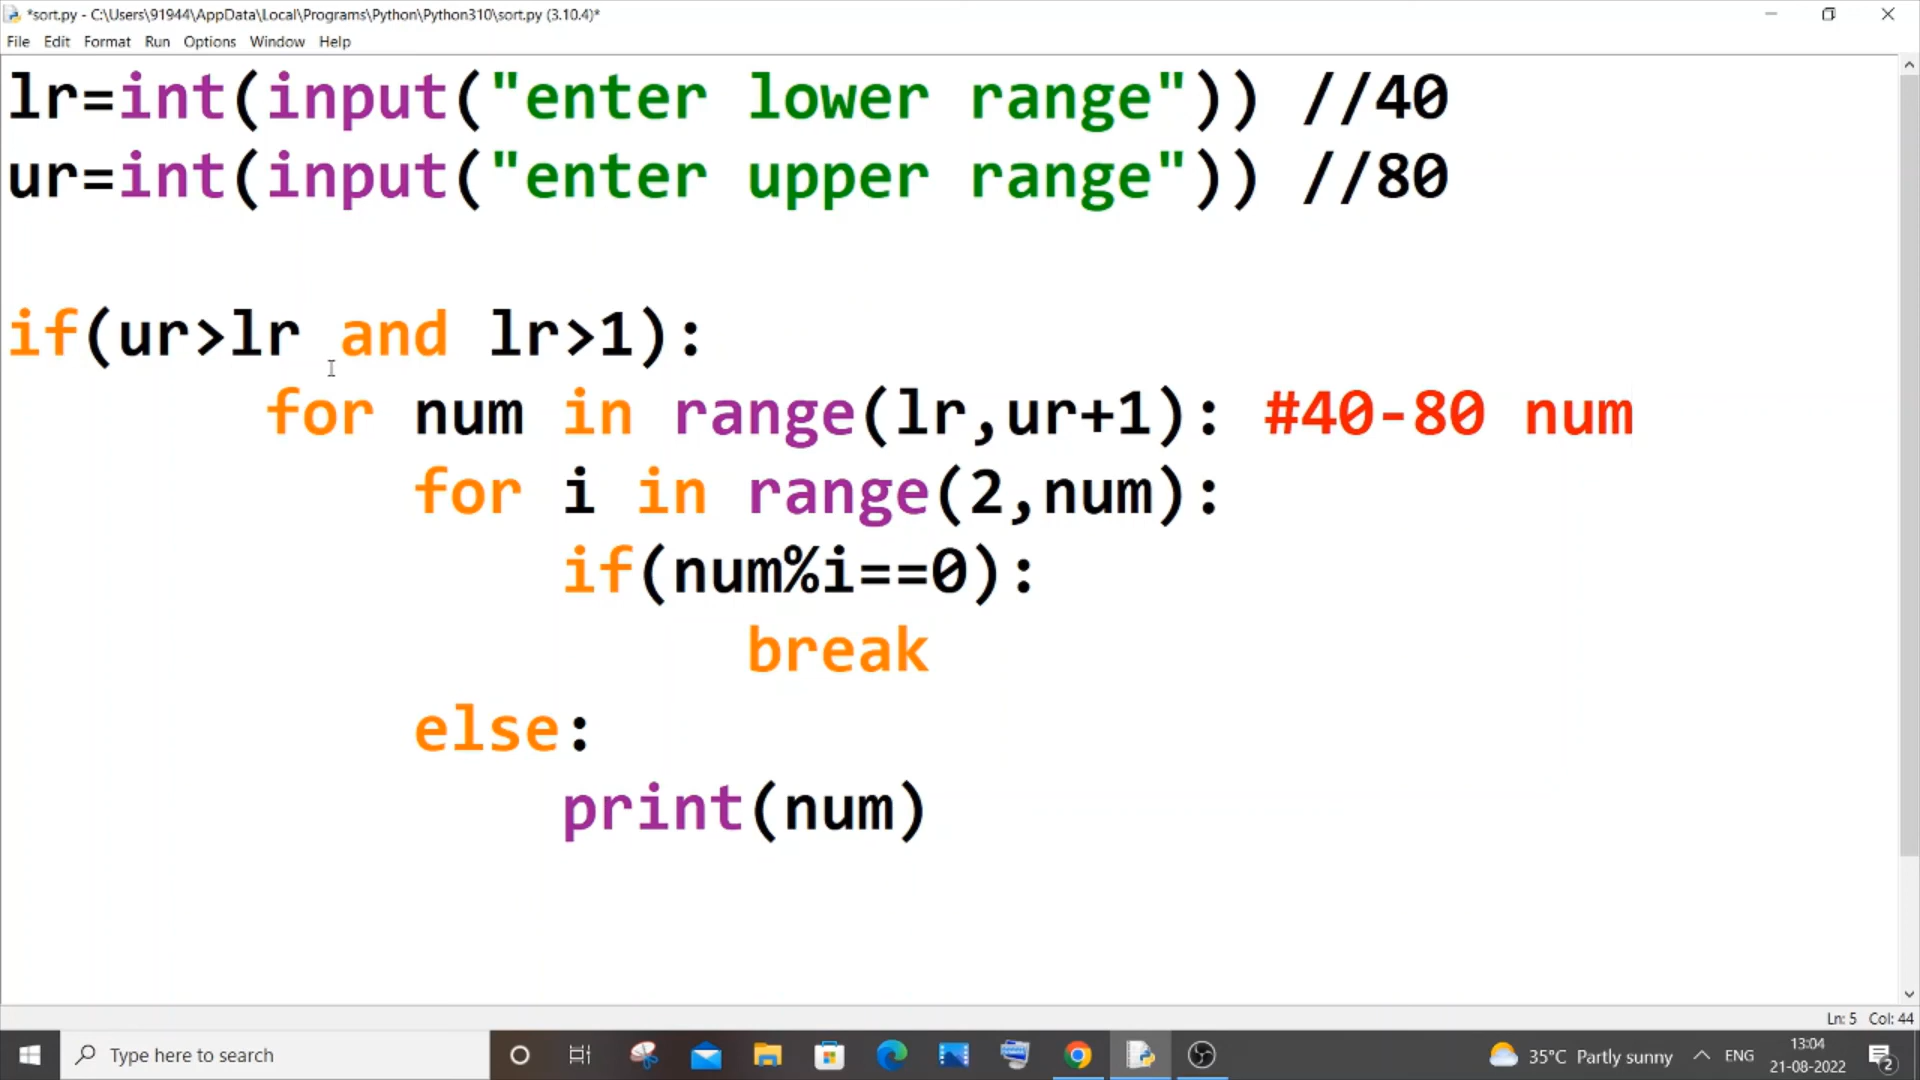 *sort.py - C:\Users\91944\AppData\Local\Programs\Python\Python310\sort.py (3.10.4)*
File Edit Format Run Options Window Help
lr=int(input("enter lower range")) //40
ur=int(input("enter upper range")) //80
if(ur>lr and lr>1):
for num in range(lr,ur+1): #40-80 num
for i in range(2,num):
if(num%i==0):
break
else:
print(num)
Ln: 5 Col: 44
Type here to search
35°C Partly sunny
ENG
13:04
21-08-2022
2